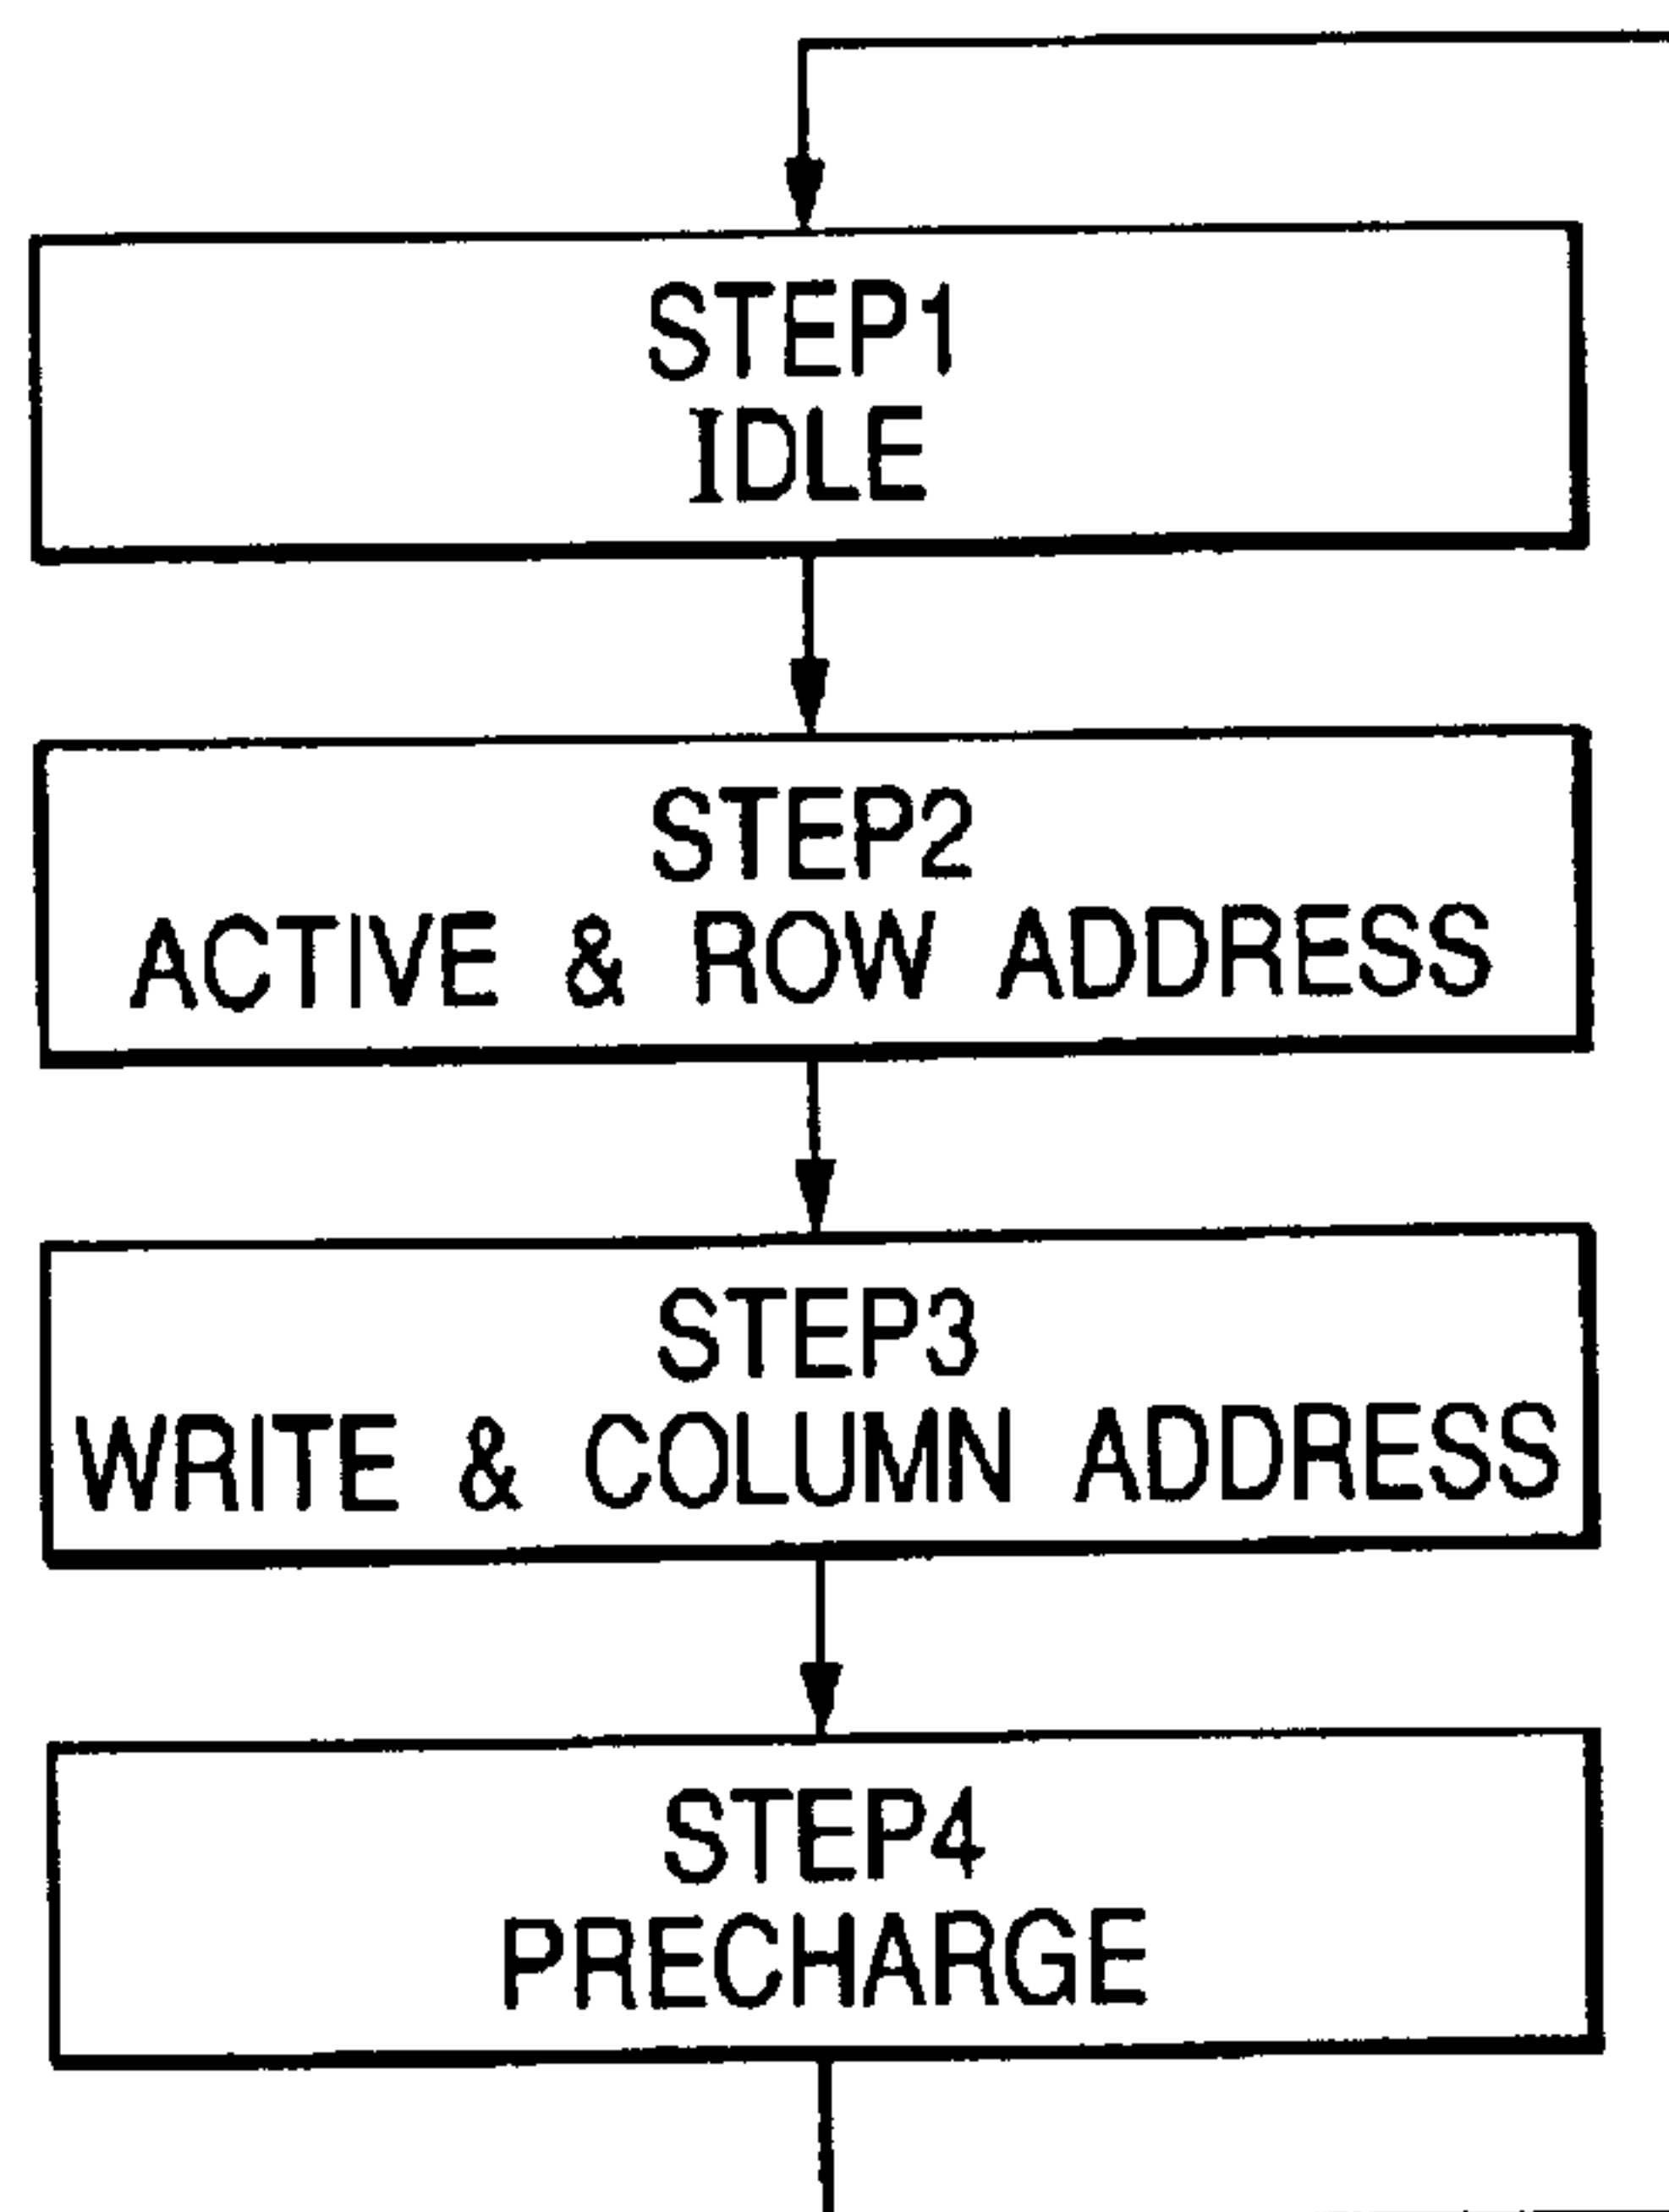 STEP1
IDLE
STEP2
ACTIVE & ROW ADDRESS
STEP3
WRITE & COLUMN ADDRESS
STEP4
PRECHARGE